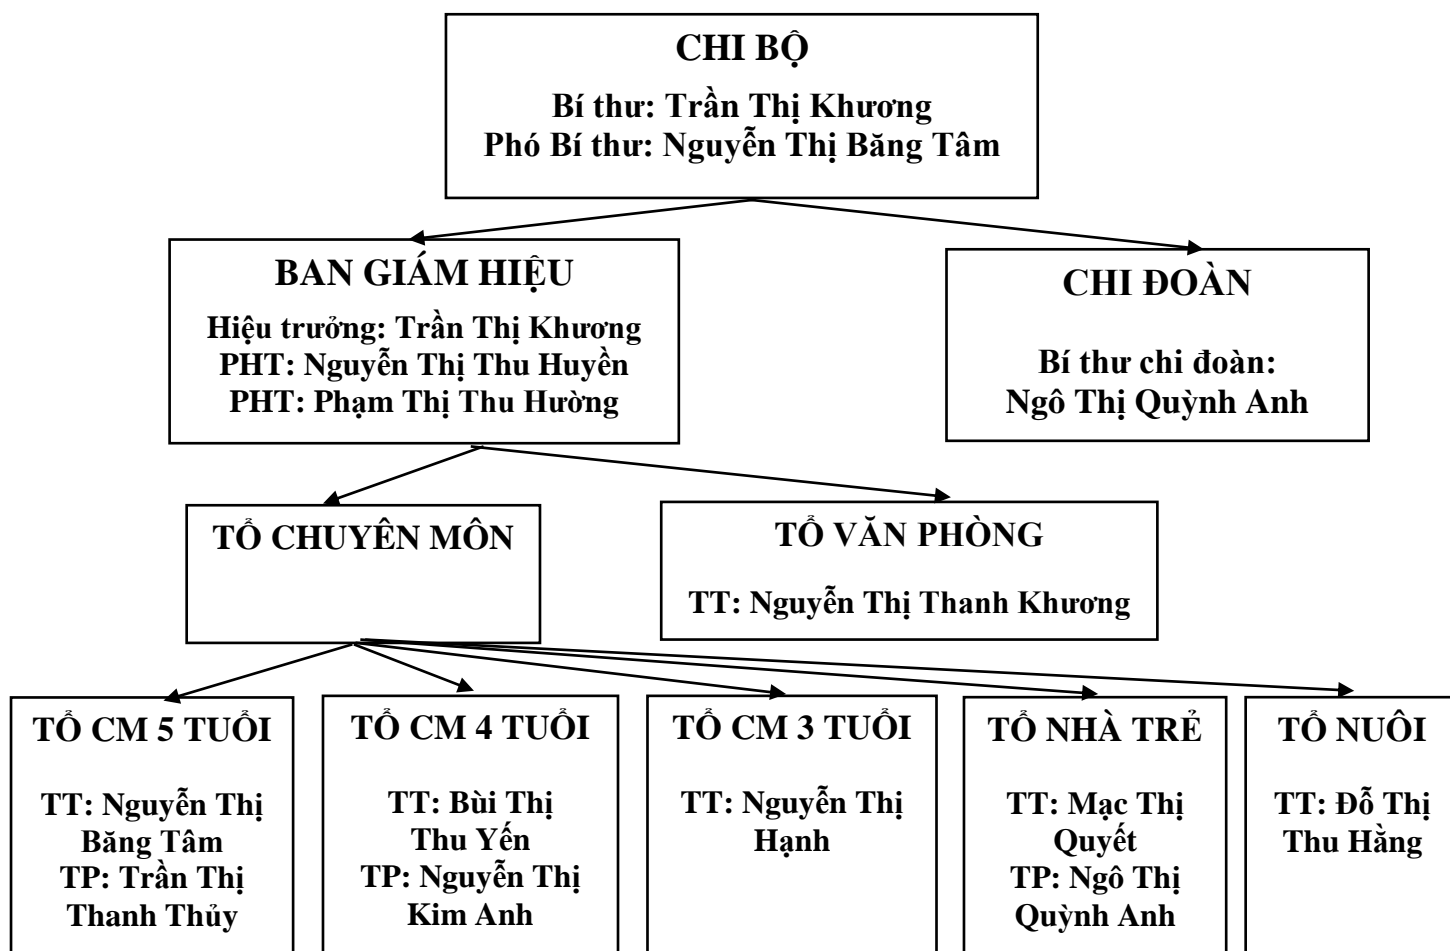 CHI BỘ
Bí thư: Trần Thị Khương
Phó Bí thư: Nguyễn Thị Băng Tâm
BAN GIÁM HIỆU
Hiệu trưởng: Trần Thị Khương
PHT: Nguyễn Thị Thu Huyền
PHT: Phạm Thị Thu Hường
CHI ĐOÀN
Bí thư chi đoàn:
Ngô Thị Quỳnh Anh
TỔ CHUYÊN MÔN
TỔ VĂN PHÒNG
TT: Nguyễn Thị Thanh Khương
TỔ CM 5 TUỔI
TT: Nguyễn Thị
Băng Tâm
TP: Trần Thị
Thanh Thủy
TỔ CM 4 TUỔI
TT: Bùi Thị
Thu Yến
TP: Nguyễn Thị
Kim Anh
TỔ CM 3 TUỔI
TT: Nguyễn Thị
Hạnh
TỔ NHÀ TRẺ
TT: Mạc Thị
Quyết
TP: Ngô Thị
Quỳnh Anh
TỔ NUÔI
TT: Đỗ Thị
Thu Hằng